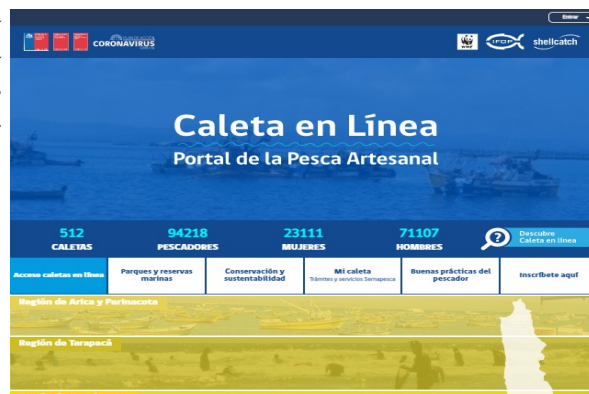 Entrar
CORONAVIRUS
WWF
IFOP
shellcatch
Caleta en Línea
Portal de la Pesca Artesanal
512
CALETAS
94218
PESCADORES
23111
MUJERES
71107
HOMBRES
Descubre
Caleta en línea
Acceso caletas en línea
Parques y reservas
marinas
Conservación y
sustentabilidad
Mi caleta
Trámites y servicios Sernapesca
Buenas prácticas del
pescador
Inscríbete aquí
Región de Arica y Parinacota
Región de Tarapacá